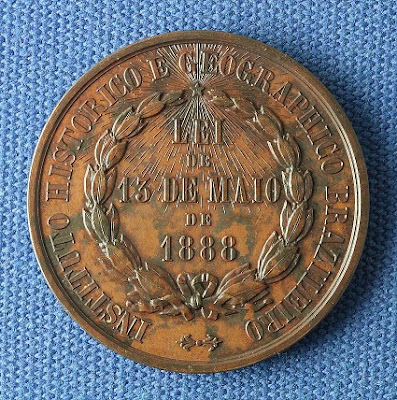 INSTITUTO HISTORICO E GEOGRAPHICO BRAZILEIRO
LEI
DE
13 DE MAIO
DE
1888